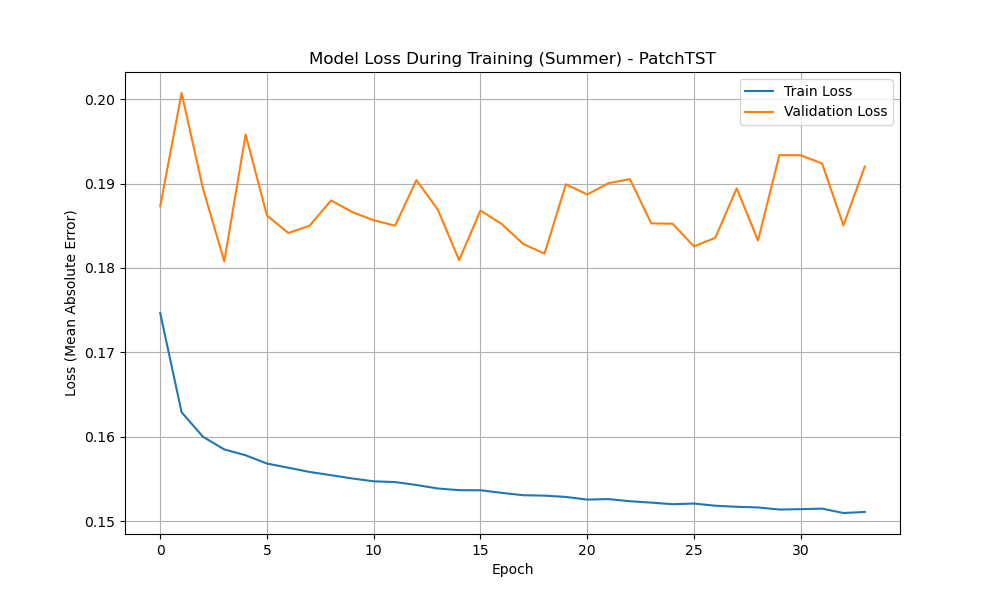 Model Loss During Training (Summer) - PatchTST
Train Loss
Validation Loss
Loss (Mean Absolute Error)
0.20
0.19
0.18
0.17
0.16
0.15
0
5
10
15
20
25
30
Epoch